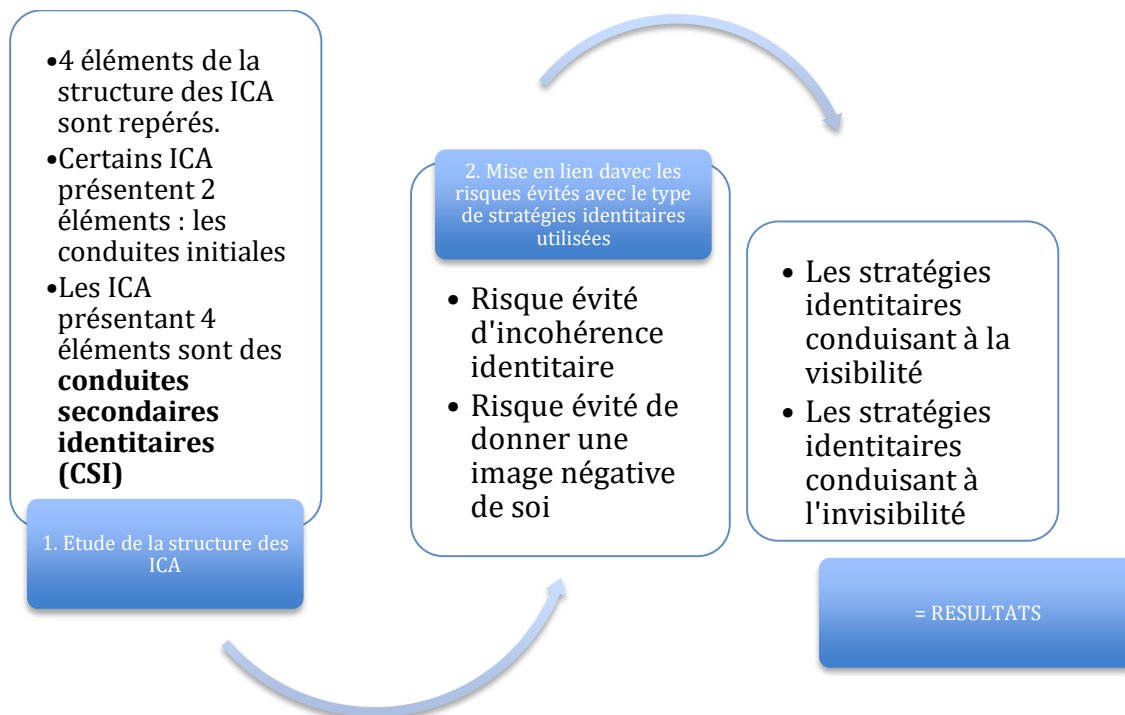 •4 éléments de la
structure des ICA
sont repérés.
•Certains ICA
présentent 2
éléments : les
conduites initiales
•Les ICA
présentant 4
éléments sont des
conduites
secondaires
identitaires
(CSI)
1. Etude de la structure des
ICA
2. Mise en lien davec les
risques évités avec le type
de stratégies identitaires
utilisées
• Risque évité
d'incohérence
identitaire
• Risque évité de
donner une
image négative
de soi
• Les stratégies
identitaires
conduisant à la
visibilité
• Les stratégies
identitaires
conduisant à
l'invisibilité
= RESULTATS